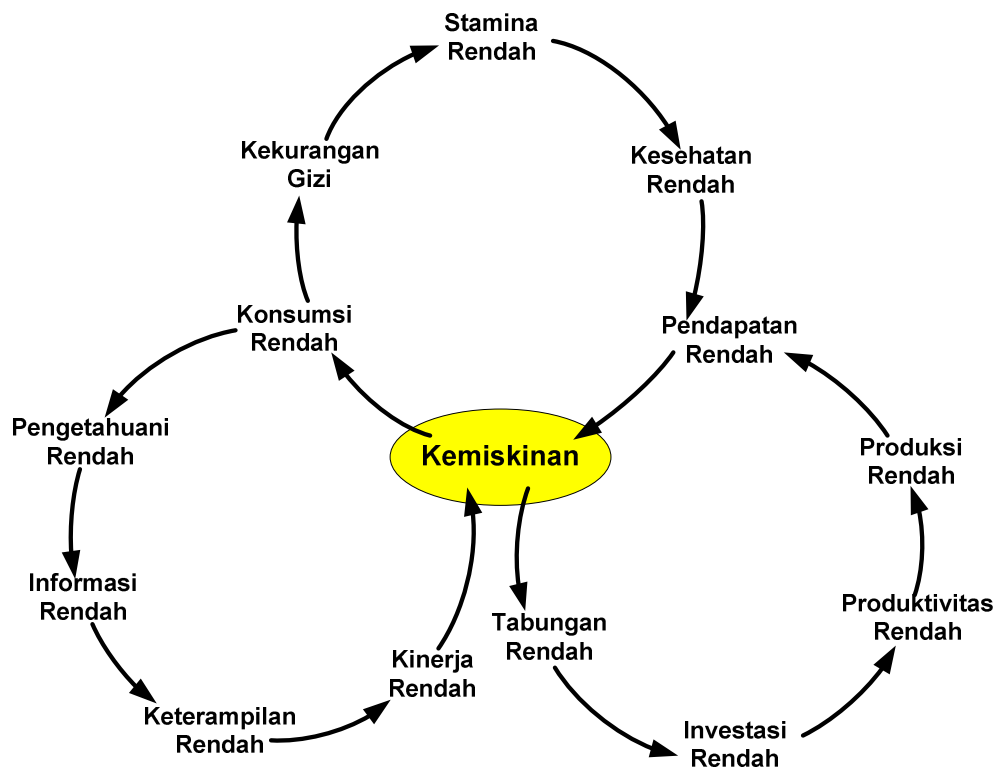 Stamina
Rendah
Kekurangan
Gizi
Kesehatan
Rendah
Konsumsi
Rendah
Pendapatan
Rendah
Pengetahuani
Rendah
Kemiskinan
Produksi
Rendah
Informasi
Rendah
Tabungan
Rendah
Produktivitas
Rendah
Kinerja
Rendah
Keterampilan
Rendah
Investasi
Rendah